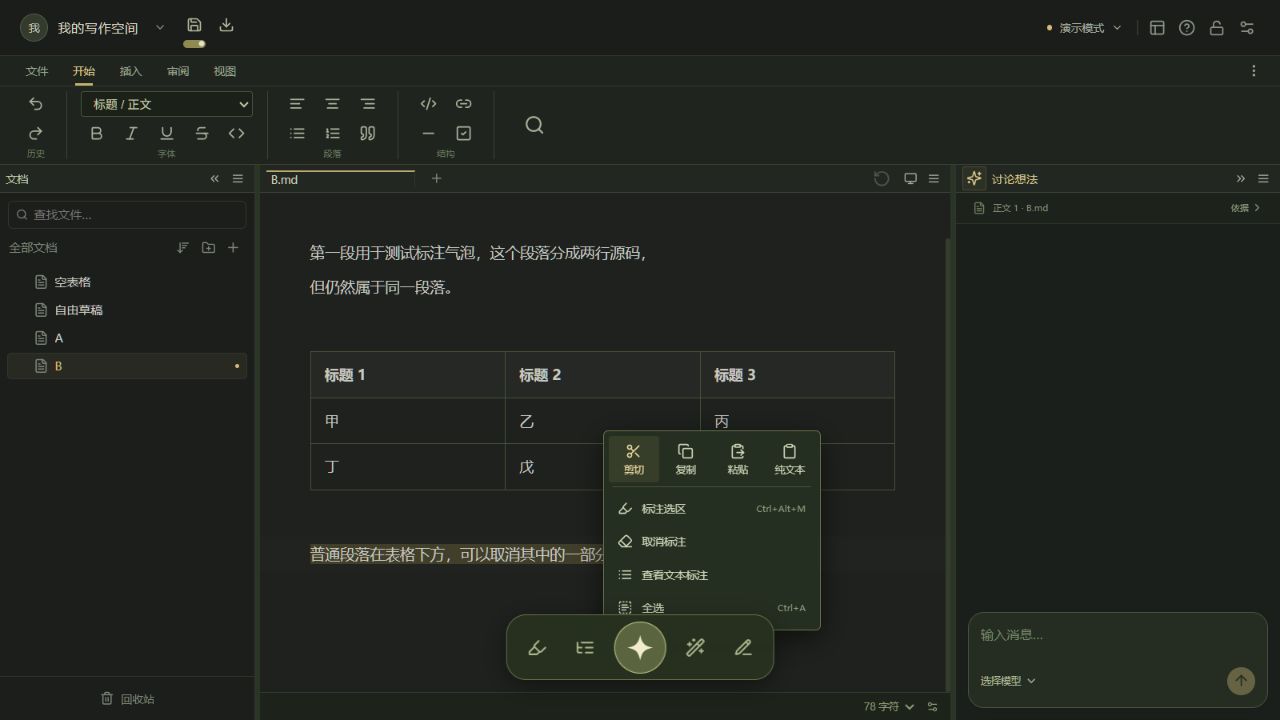 我 我的写作空间
演示模式
文件 开始 插入 审阅 视图
标题 / 正文
历史 字体 段落 结构
文档
B.md
讨论想法
查找文件...
正文 1 · B.md 依据
全部文档
空表格
自由草稿
A
B
第一段用于测试标注气泡，这个段落分成两行源码，
但仍然属于同一段落。
标题 1 标题 2 标题 3
甲 乙 丙
丁 戊
剪切 复制 粘贴 纯文本
标注选区 Ctrl+Alt+M
取消标注
查看文本标注
全选 Ctrl+A
普通段落在表格下方，可以取消其中的一部分
输入消息...
选择模型
回收站
78 字符